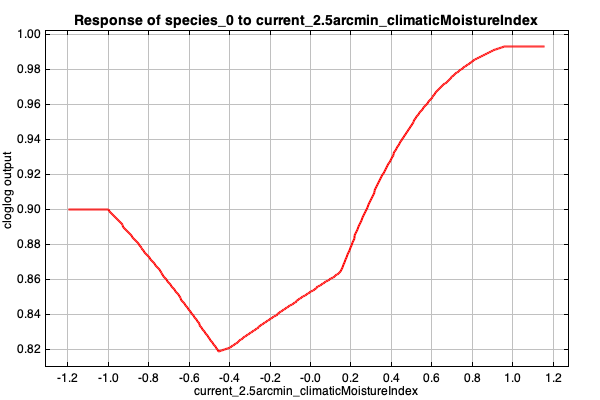 Response of species_0 to current_2.5arcmin_climaticMoistureIndex
1.00
0.98
0.96
0.94
0.92
0.90
0.88
0.86
0.84
0.82
cloglog output
-1.2 -1.0 -0.8 -0.6 -0.4 -0.2 -0.0 0.2 0.4 0.6 0.8 1.0 1.2
current_2.5arcmin_climaticMoistureIndex